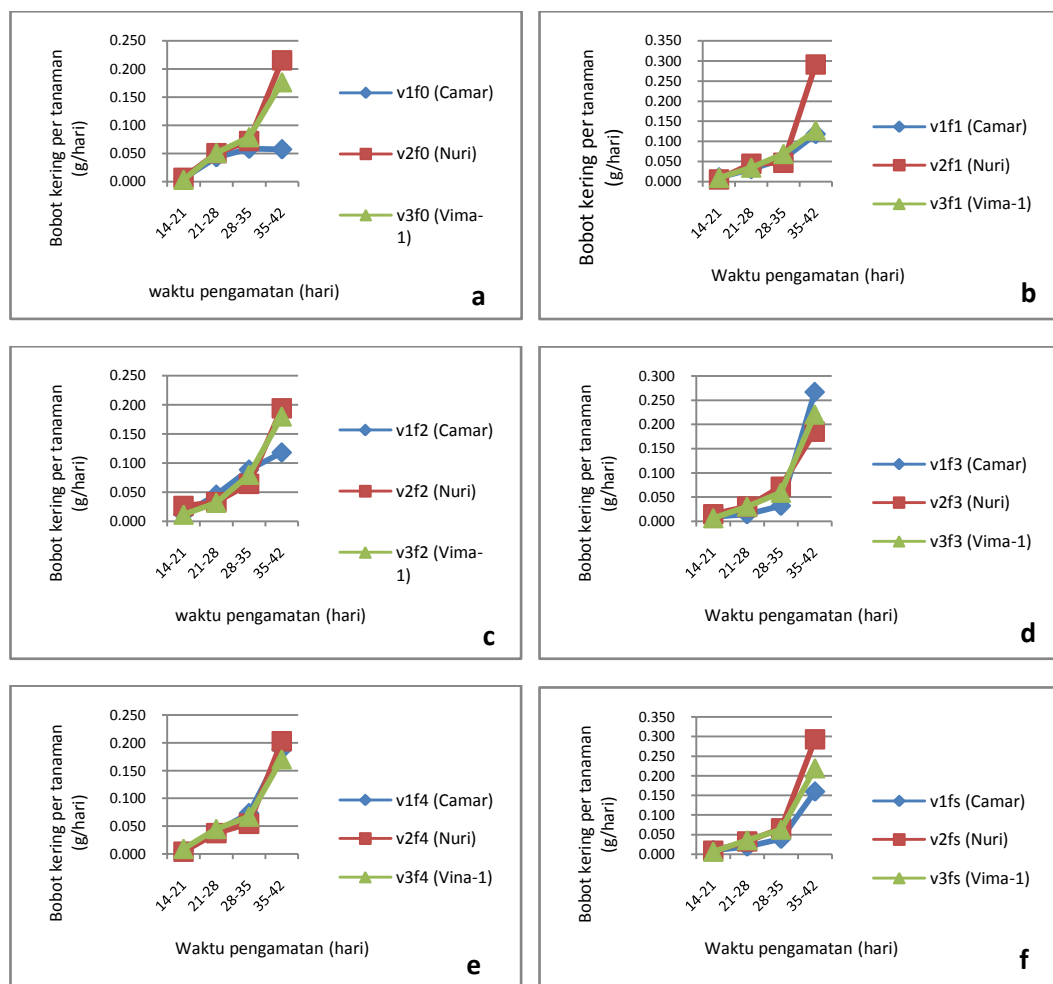 Bobot kering per tanaman
(g/hari)
0.250
0.200
0.150
0.100
0.050
0.000
14-21
21-28
28-35
35-42
waktu pengamatan (hari)
v1f0 (Camar)
v2f0 (Nuri)
v3f0 (Vima-
1)
a
Bobot kering per tanaman
(g/hari)
0.350
0.300
0.250
0.200
0.150
0.100
0.050
0.000
14-21
21-28
28-35
35-42
Waktu pengamatan (hari)
v1f1 (Camar)
v2f1 (Nuri)
v3f1 (Vima-1)
b
Bobot kering per tanaman
(g/hari)
0.250
0.200
0.150
0.100
0.050
0.000
14-21
21-28
28-35
35-42
waktu pengamatan (hari)
v1f2 (Camar)
v2f2 (Nuri)
v3f2 (Vima-
1)
c
Bobot kering per tanaman
(g/hari)
0.300
0.250
0.200
0.150
0.100
0.050
0.000
14-21
21-28
28-35
35-42
Waktu pengamatan (hari)
v1f3 (Camar)
v2f3 (Nuri)
v3f3 (Vima-1)
d
Bobot kering per tanaman
(g/hari)
0.250
0.200
0.150
0.100
0.050
0.000
14-21
21-28
28-35
35-42
Waktu pengamatan (hari)
v1f4 (Camar)
v2f4 (Nuri)
v3f4 (Vina-1)
e
Bobot kering per tanaman
(g/hari)
0.350
0.300
0.250
0.200
0.150
0.100
0.050
0.000
14-21
21-28
28-35
35-42
Waktu pengamatan (hari)
v1fs (Camar)
v2fs (Nuri)
v3fs (Vima-1)
f